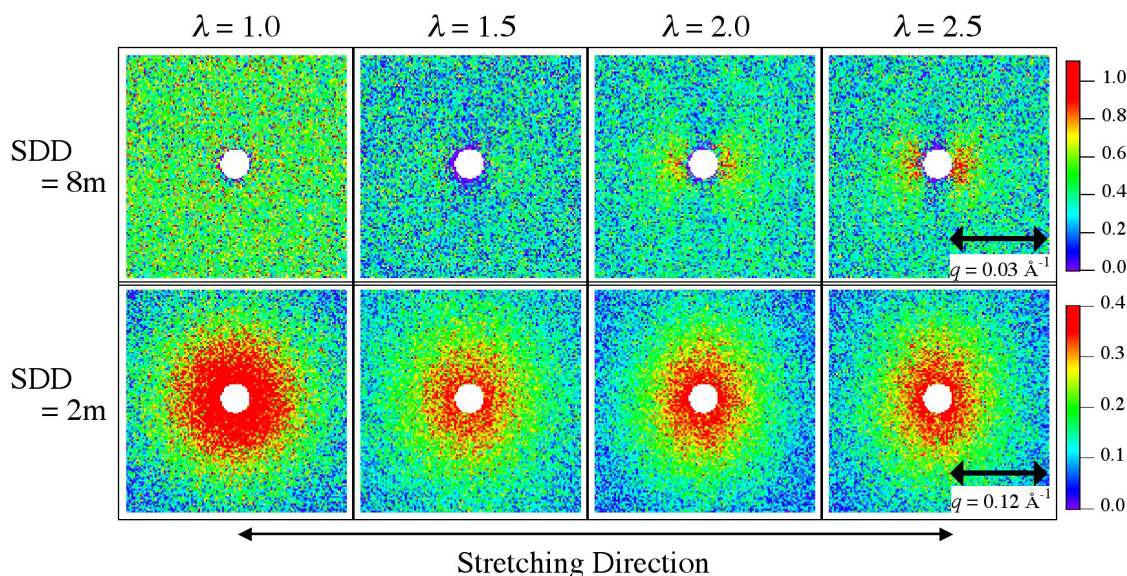 λ = 1.0
λ = 1.5
λ = 2.0
λ = 2.5
SDD
= 8m
1.0
0.8
0.6
0.4
0.2
0.0
q = 0.03 Å-1
SDD
= 2m
0.4
0.3
0.2
0.1
0.0
q = 0.12 Å-1
Stretching Direction